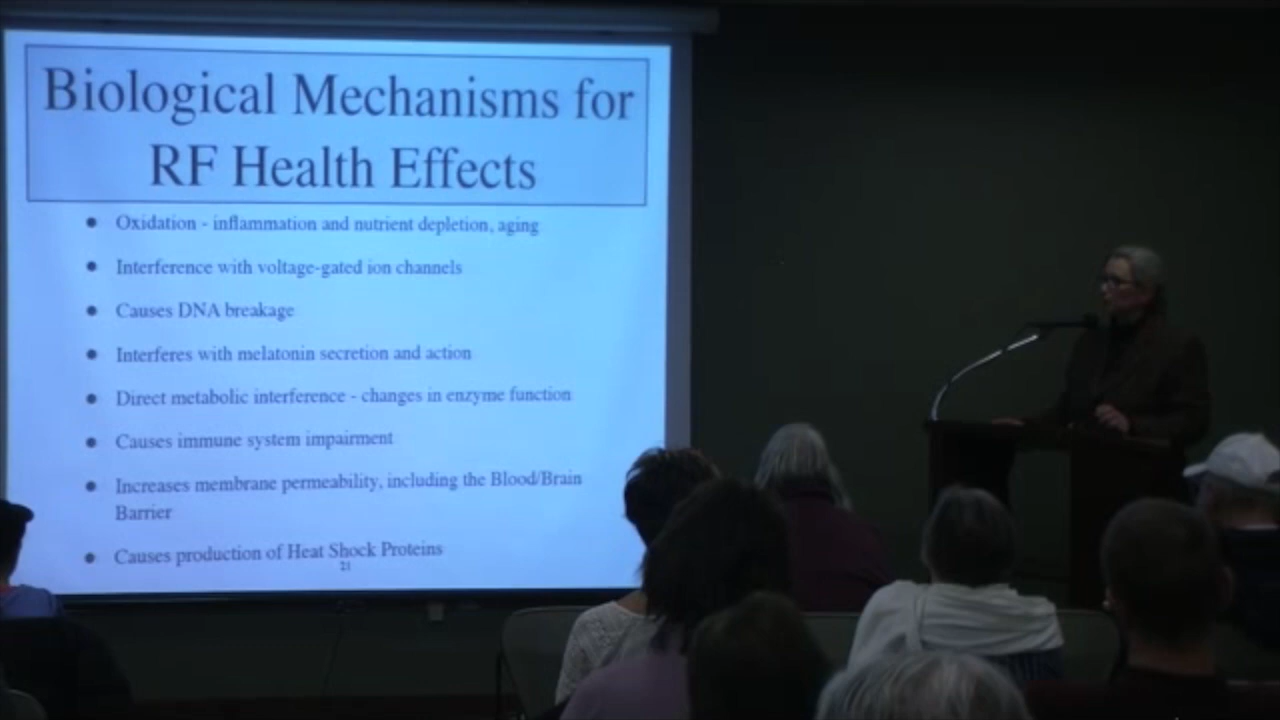 Biological Mechanisms for
RF Health Effects
● Oxidation - inflammation and nutrient depletion, aging
● Interference with voltage-gated ion channels
● Causes DNA breakage
● Interferes with melatonin secretion and action
● Direct metabolic interference - changes in enzyme function
● Causes immune system impairment
● Increases membrane permeability, including the Blood/Brain
Barrier
● Causes production of Heat Shock Proteins
21